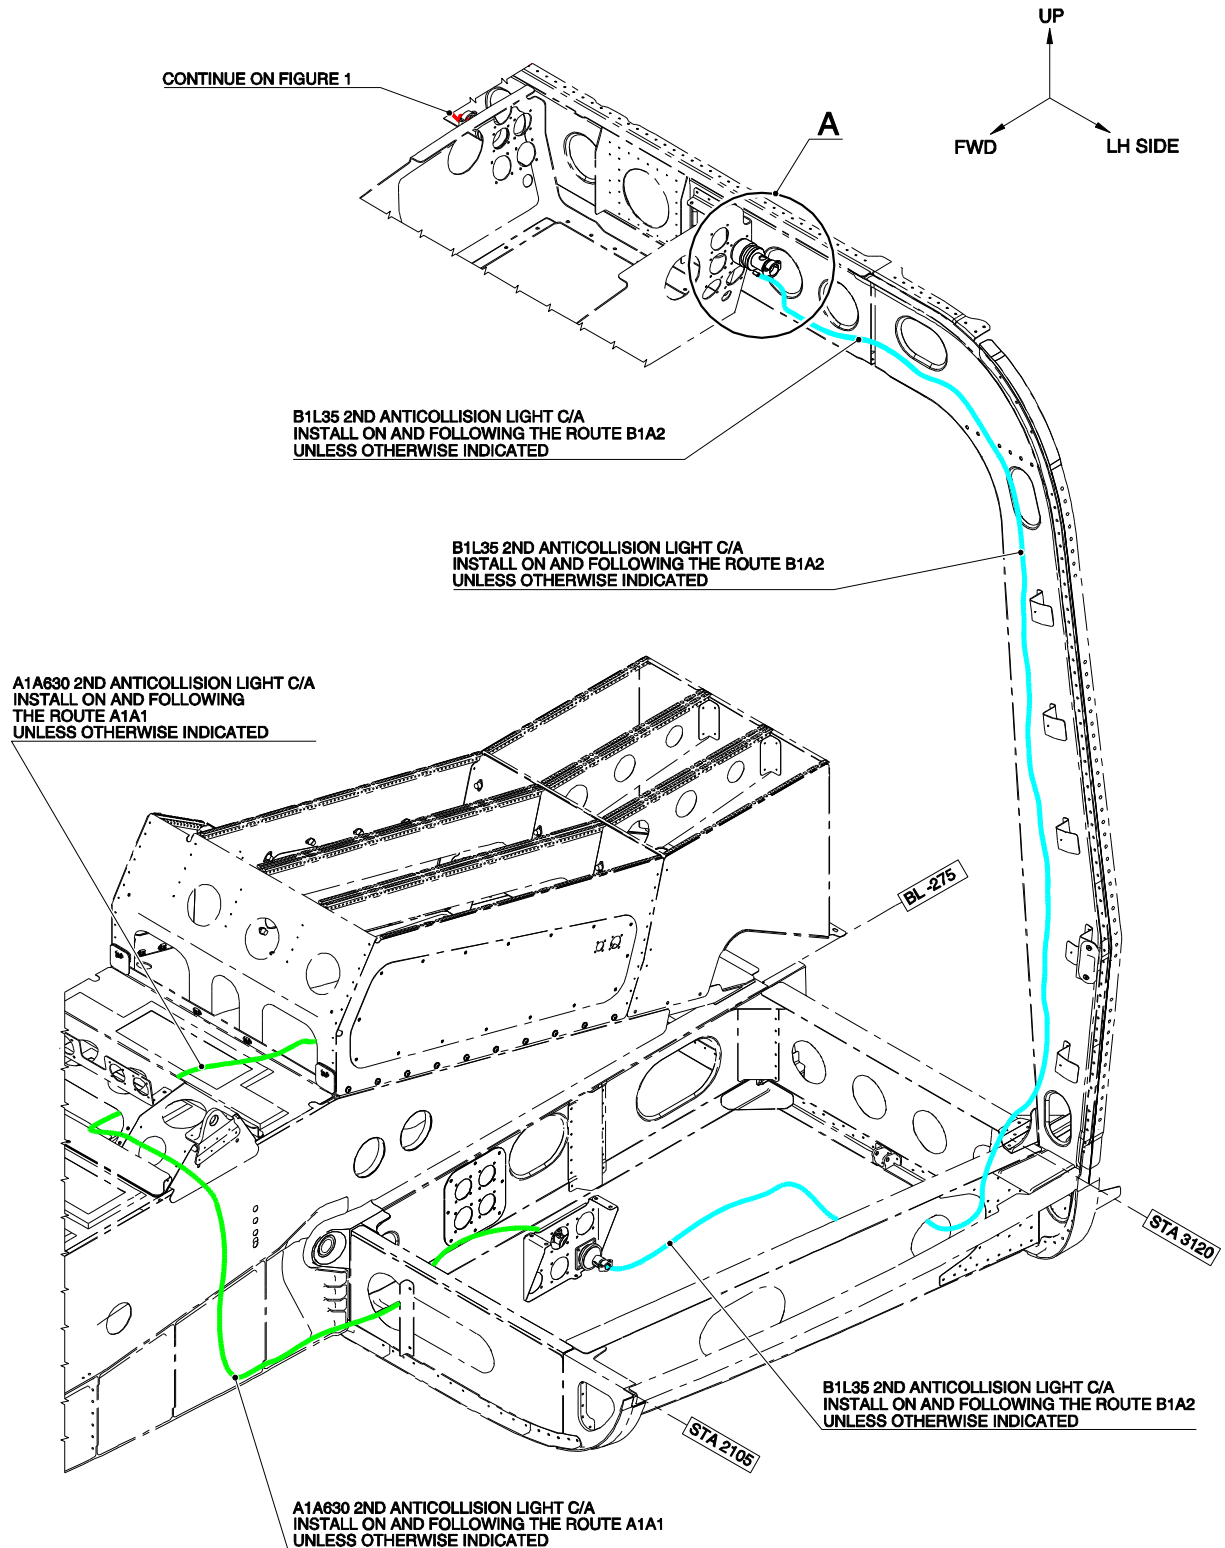 UP
FWD
LH SIDE
CONTINUE ON FIGURE 1
A
B1L35 2ND ANTICOLLISION LIGHT C/A
INSTALL ON AND FOLLOWING THE ROUTE B1A2
UNLESS OTHERWISE INDICATED
B1L35 2ND ANTICOLLISION LIGHT C/A
INSTALL ON AND FOLLOWING THE ROUTE B1A2
UNLESS OTHERWISE INDICATED
A1A630 2ND ANTICOLLISION LIGHT C/A
INSTALL ON AND FOLLOWING
THE ROUTE A1A1
UNLESS OTHERWISE INDICATED
BL -275
STA 3120
B1L35 2ND ANTICOLLISION LIGHT C/A
INSTALL ON AND FOLLOWING THE ROUTE B1A2
UNLESS OTHERWISE INDICATED
STA 2105
A1A630 2ND ANTICOLLISION LIGHT C/A
INSTALL ON AND FOLLOWING THE ROUTE A1A1
UNLESS OTHERWISE INDICATED